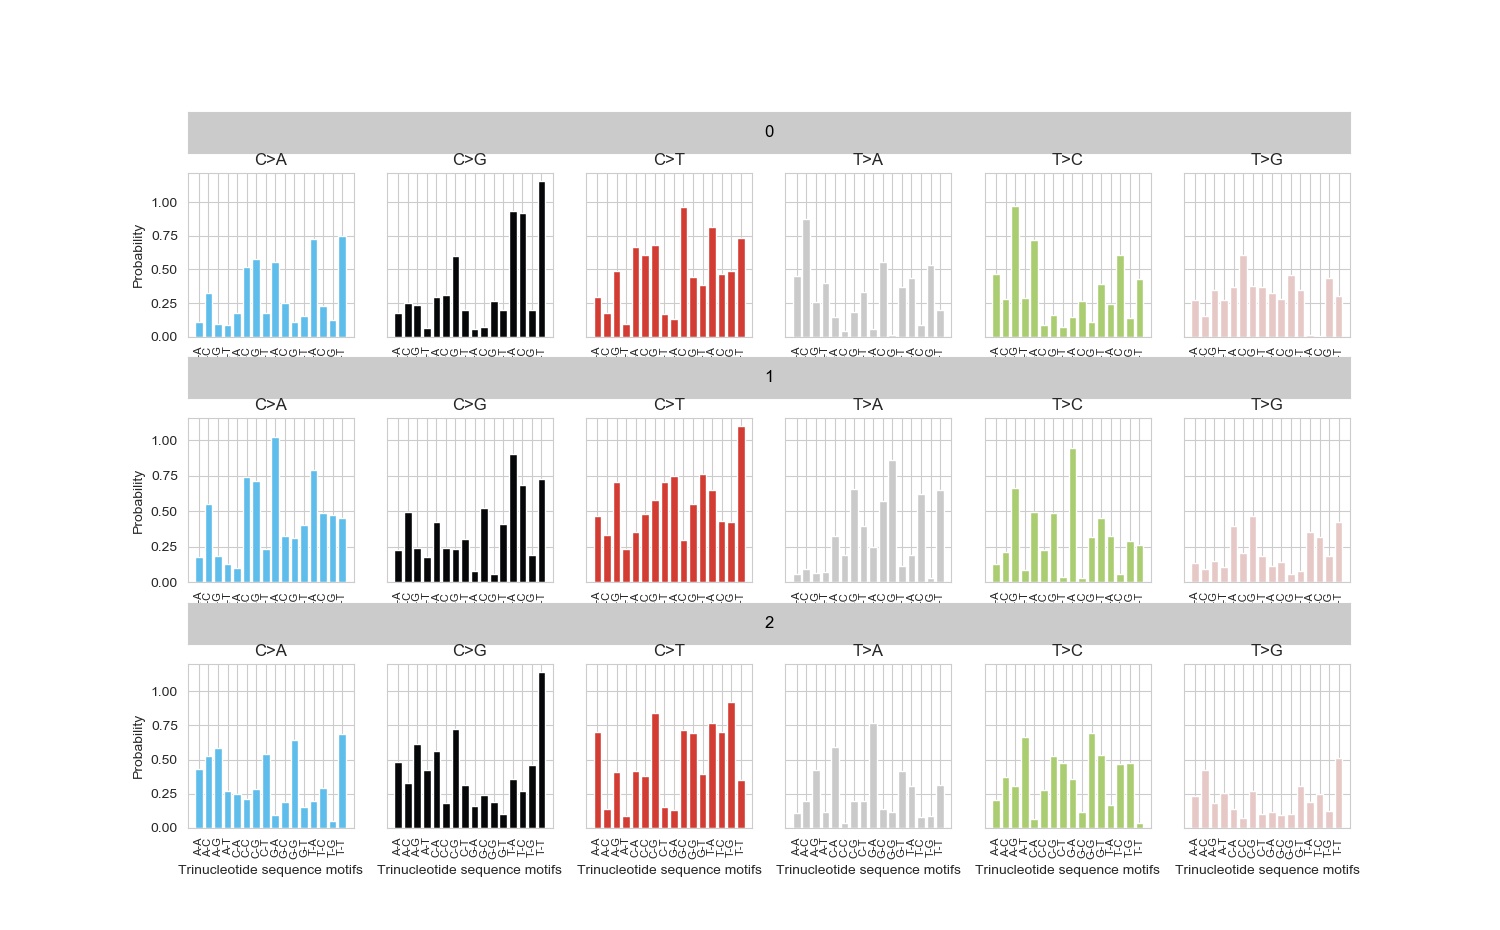 0
C>A C>G C>T T>A T>C T>G
Probability
1.00
0.75
0.50
0.25
0.00
-A -C -G -T A C G T -A -C -G -T A C G -T
-A -C -G -T A C G T -A -C -G -T A C G -T
-A -C -G -T A C G T -A -C -G -T A C G -T
-A -C -G -T A C G T -A -C -G -T A C G -T
-A -C -G -T A C G T -A -C -G -T A C G -T
-A -C -G -T A C G T -A -C -G -T A C G -T
1
C>A C>G C>T T>A T>C T>G
Probability
1.00
0.75
0.50
0.25
0.00
-A -C -G -T A C G T -A -C -G -T A C G -T
-A -C -G -T A C G T -A -C -G -T A C G -T
-A -C -G -T A C G T -A -C -G -T A C G -T
-A -C -G -T A C G T -A -C -G -T A C G -T
-A -C -G -T A C G T -A -C -G -T A C G -T
-A -C -G -T A C G T -A -C -G -T A C G -T
2
C>A C>G C>T T>A T>C T>G
Probability
1.00
0.75
0.50
0.25
0.00
A-A A-C A-G A-T C-A C-C C-G C-T G-A G-C G-G G-T T-A T-C T-G T-T
A-A A-C A-G A-T C-A C-C C-G C-T G-A G-C G-G G-T T-A T-C T-G T-T
A-A A-C A-G A-T C-A C-C C-G C-T G-A G-C G-G G-T T-A T-C T-G T-T
A-A A-C A-G A-T C-A C-C C-G C-T G-A G-C G-G G-T T-A T-C T-G T-T
A-A A-C A-G A-T C-A C-C C-G C-T G-A G-C G-G G-T T-A T-C T-G T-T
A-A A-C A-G A-T C-A C-C C-G C-T G-A G-C G-G G-T T-A T-C T-G T-T
Trinucleotide sequence motifs Trinucleotide sequence motifs Trinucleotide sequence motifs Trinucleotide sequence motifs Trinucleotide sequence motifs Trinucleotide sequence motifs